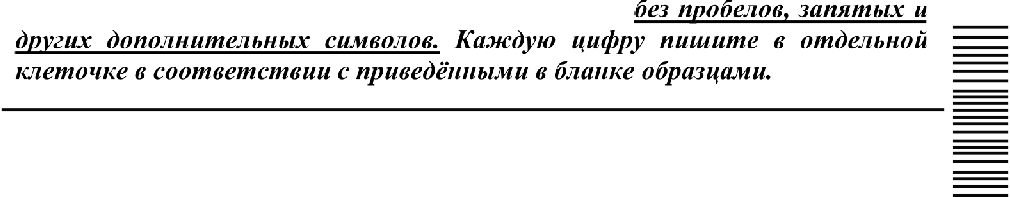 без пробелов, запятых и
других дополнительных символов. Каждую цифру пишите в отдельной
клеточке в соответствии с приведёнными в бланке образцами.